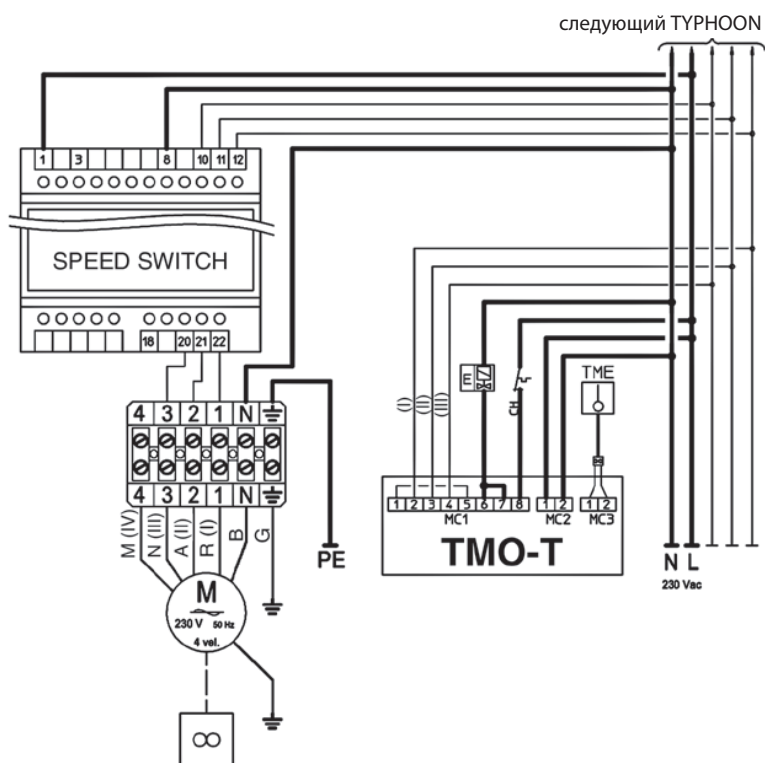 следующий TYPHOON
1 3 8 10 11 12
SPEED SWITCH
18 20 21 22
4 3 2 1 N
4 3 2 1 N
M (IV)
N (III)
A (II)
R (I)
B
G
PE
M
230 V 50 Hz
4 vel.
E
CH
TME
(I)
(II)
(III)
1 2 3 4 5 6 7 8
MC1
1 2
MC2
1 2
MC3
TMO-T
N L
230 Vac